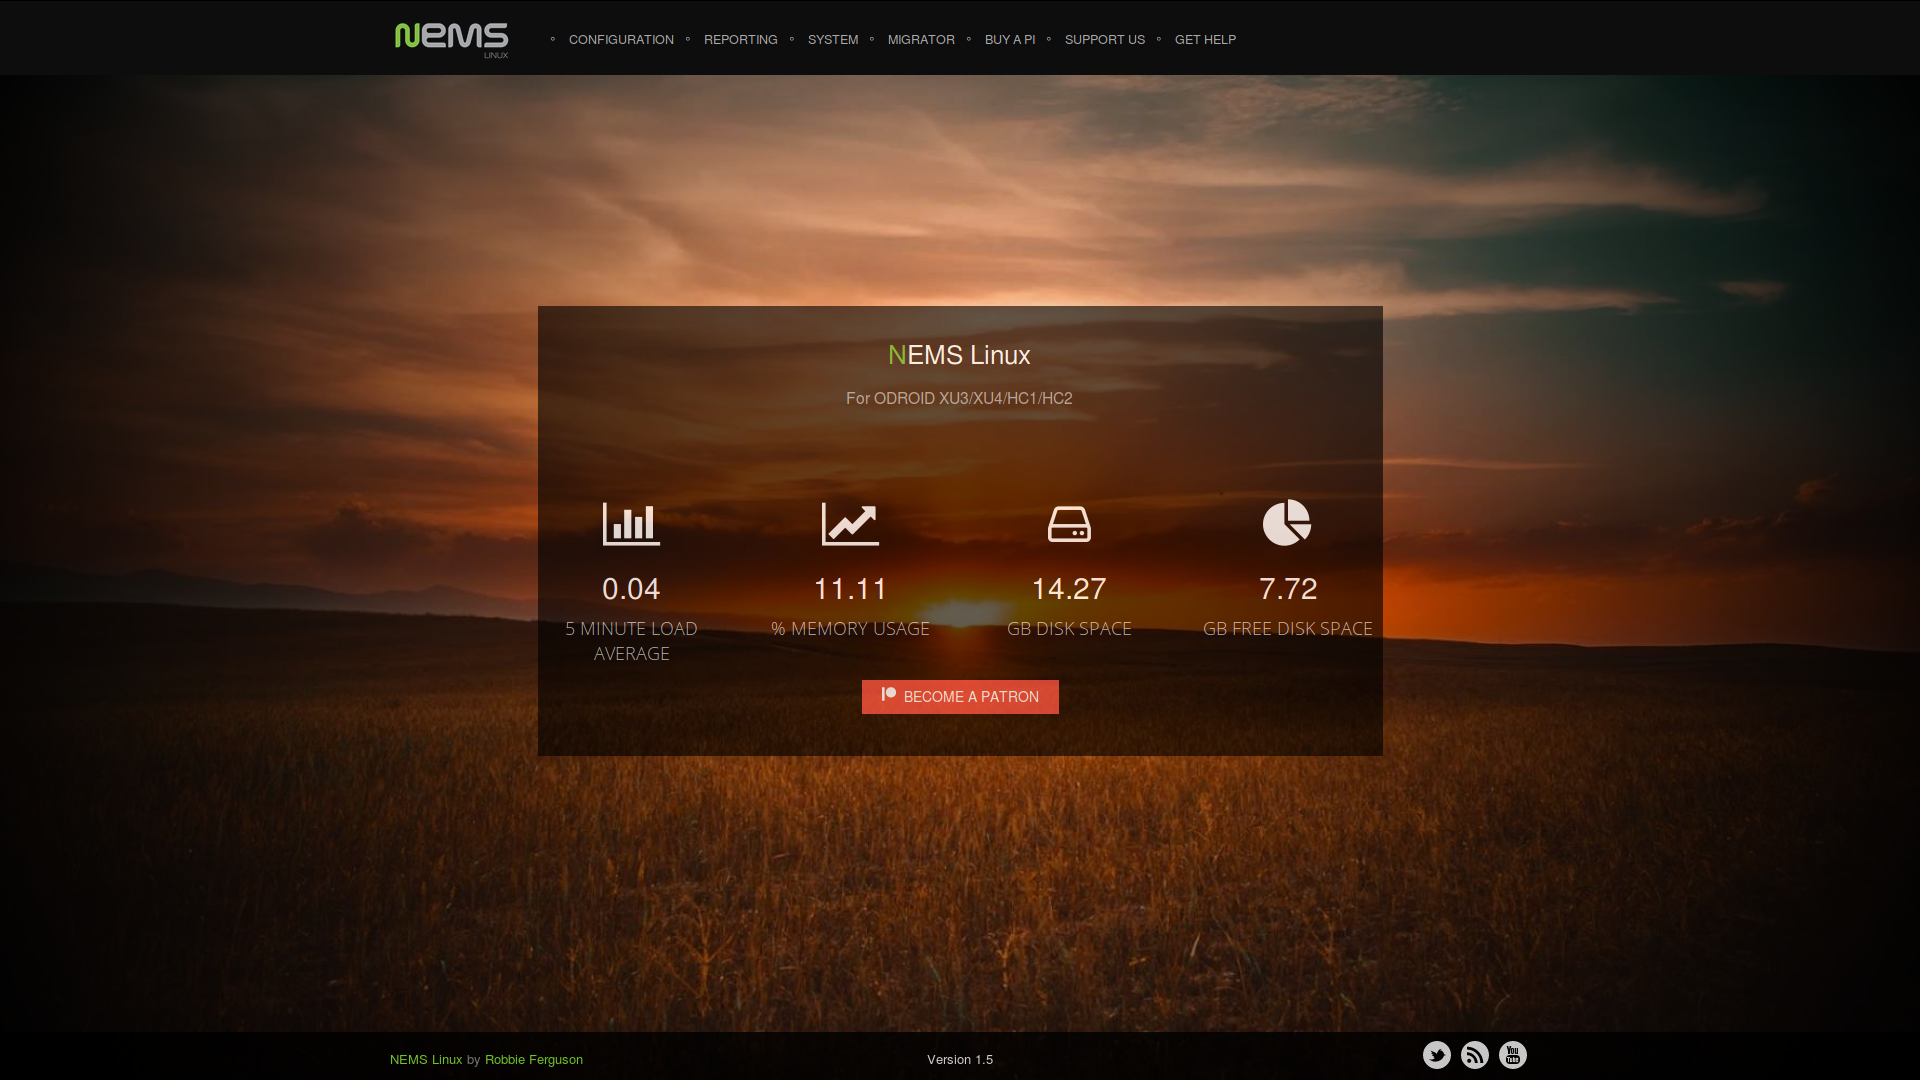 NEMS
LINUX
CONFIGURATION
REPORTING
SYSTEM
MIGRATOR
BUY A PI
SUPPORT US
GET HELP
NEMS Linux
For ODROID XU3/XU4/HC1/HC2
0.04
5 MINUTE LOAD
AVERAGE
11.11
% MEMORY USAGE
14.27
GB DISK SPACE
7.72
GB FREE DISK SPACE
BECOME A PATRON
NEMS Linux by Robbie Ferguson
Version 1.5
You
Tube